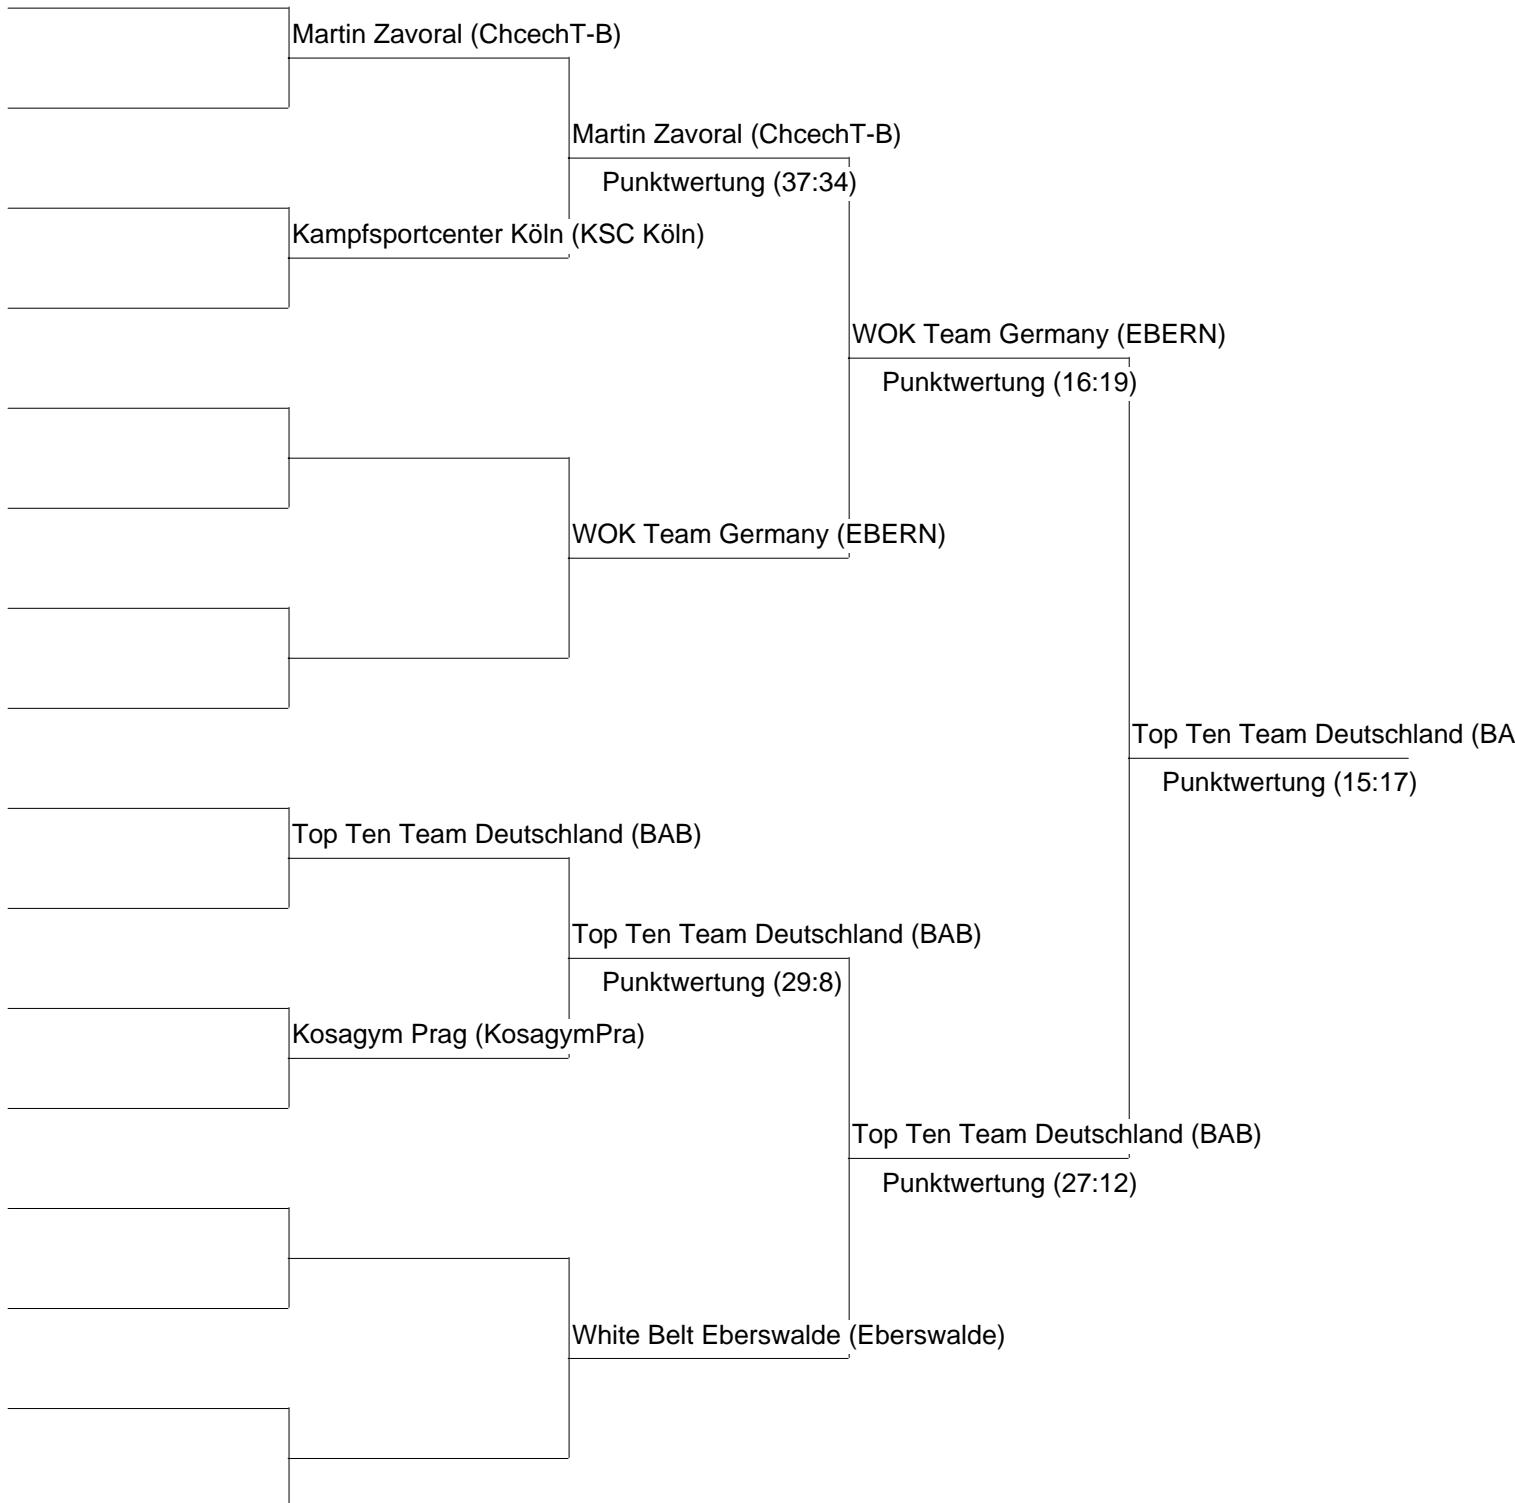 Martin Zavoral (ChcechT-B)
Martin Zavoral (ChcechT-B)
Punktwertung (37:34)
Kampfsportcenter Köln (KSC Köln)
WOK Team Germany (EBERN)
Punktwertung (16:19)
WOK Team Germany (EBERN)
Top Ten Team Deutschland (BA
Punktwertung (15:17)
Top Ten Team Deutschland (BAB)
Top Ten Team Deutschland (BAB)
Punktwertung (29:8)
Kosagym Prag (KosagymPra)
Top Ten Team Deutschland (BAB)
Punktwertung (27:12)
White Belt Eberswalde (Eberswalde)